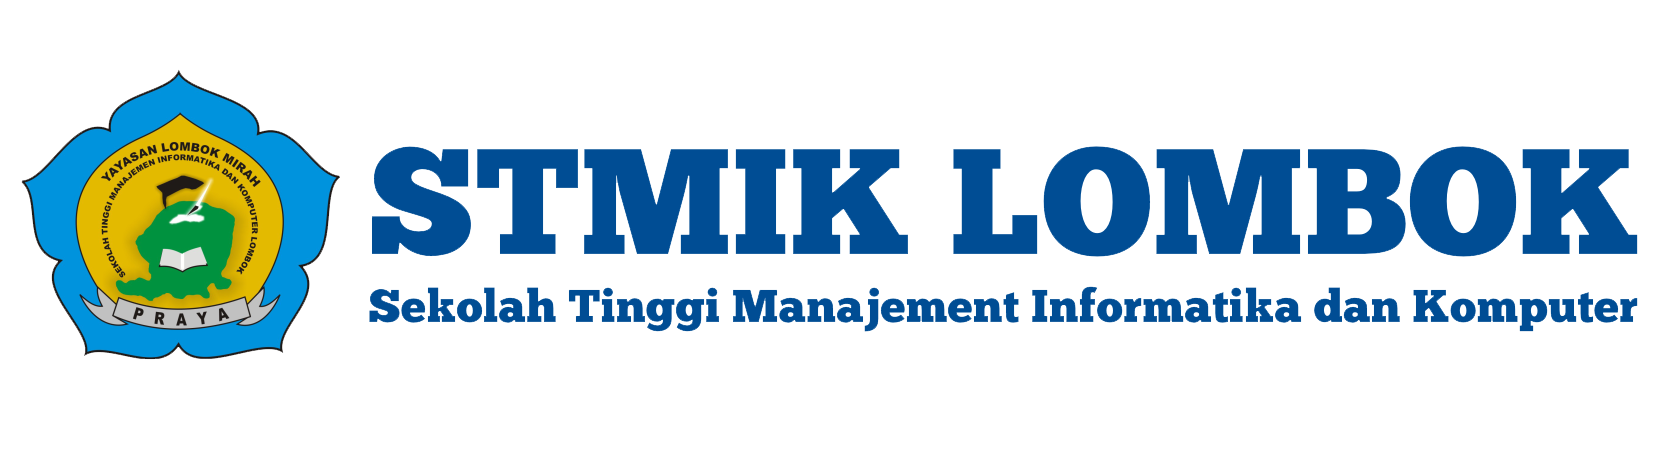 YAYASAN LOMBOK MIRAH
SEKOLAH TINGGI MANAJEMEN INFORMATIKA DAN KOMPUTER LOMBOK
PRAYA
STMIK LOMBOK
Sekolah Tinggi Manajement Informatika dan Komputer